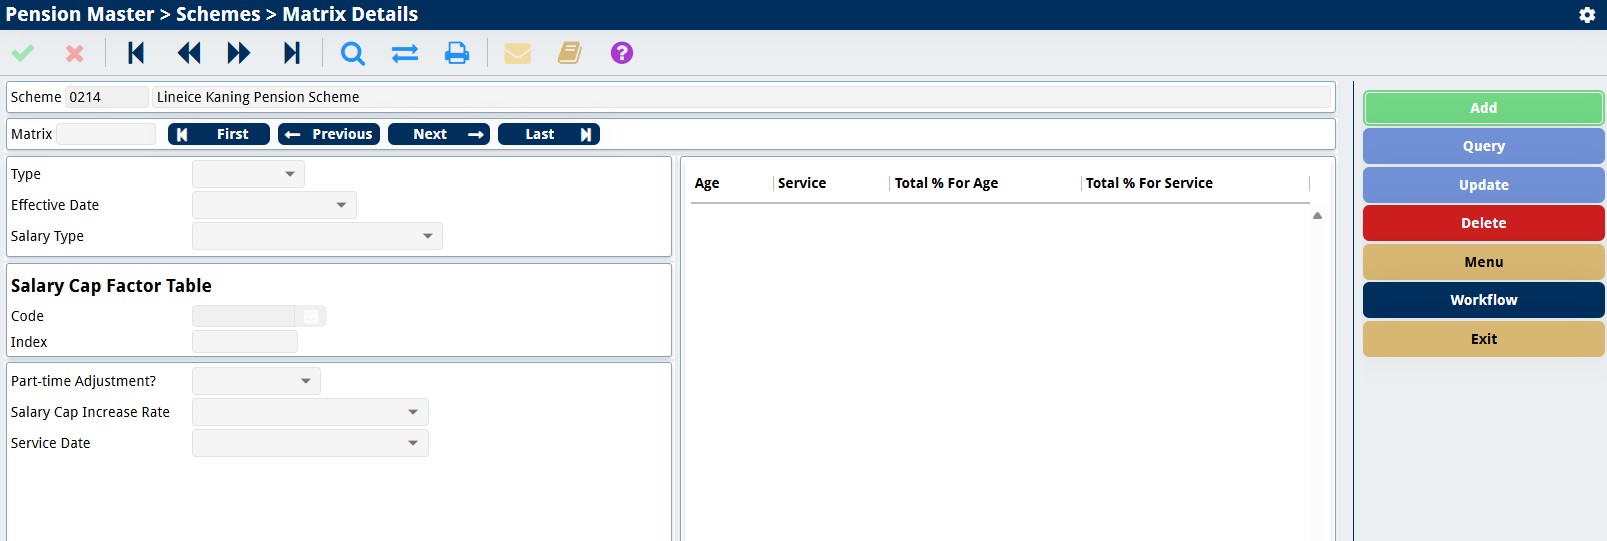 Pension Master > Schemes > Matrix Details
?
Scheme 0214 Lineice Kaning Pension Scheme
Matrix First Previous Next Last
Type
Effective Date
Salary Type
Salary Cap Factor Table
Code
Index
Part-time Adjustment?
Salary Cap Increase Rate
Service Date
Age Service Total % For Age Total % For Service
Add
Query
Update
Delete
Menu
Workflow
Exit